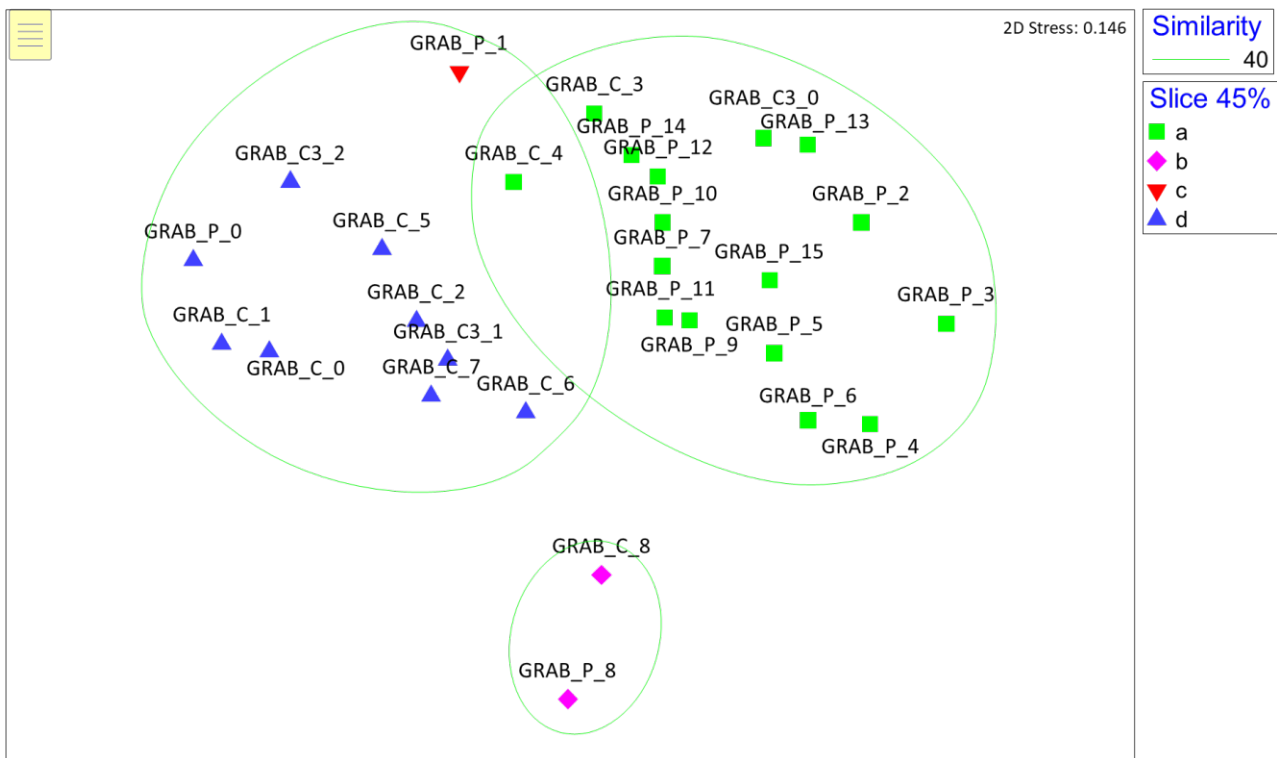 2D Stress: 0.146
GRAB_P_1
GRAB_C_3
GRAB_C3_0
GRAB_P_13
GRAB_P_14
GRAB_P_12
GRAB_C3_2
GRAB_C_4
GRAB_P_10
GRAB_P_2
GRAB_C_5
GRAB_P_0
GRAB_P_7
GRAB_P_15
GRAB_C_2
GRAB_P_11
GRAB_P_3
GRAB_C_1
GRAB_C3_1
GRAB_P_5
GRAB_P_9
GRAB_C_0
GRAB_C_7
GRAB_C_6
GRAB_P_6
GRAB_P_4
GRAB_C_8
GRAB_P_8
Similarity
40
Slice 45%
a
b
c
d